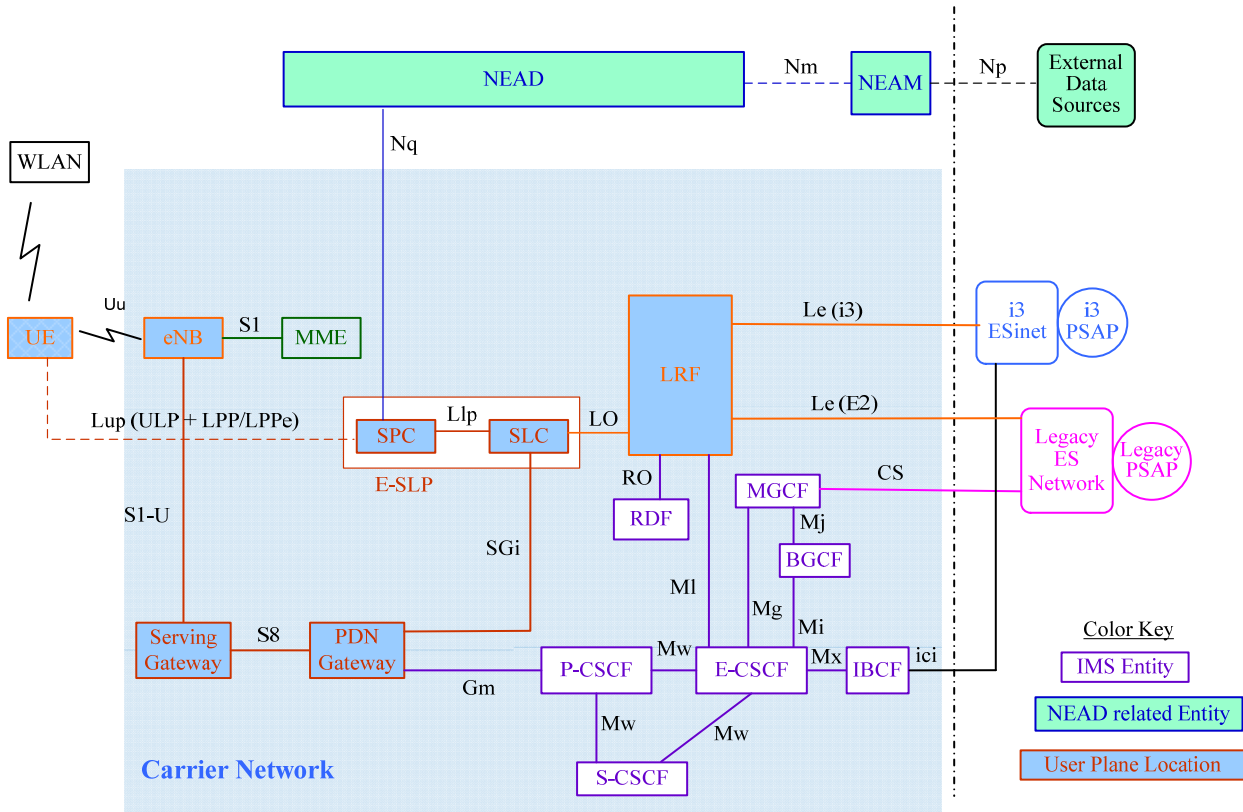 NEAD
Nm
NEAM
Np
External
Data
Sources
Nq
WLAN
Uu
UE
eNB
S1
MME
LRF
Le (i3)
i3
ESinet
i3
PSAP
Lup (ULP + LPP/LPPe)
SPC
Llp
SLC
LO
E-SLP
Le (E2)
Legacy
ES
Network
Legacy
PSAP
RO
RDF
MGCF
CS
Mj
BGCF
S1-U
SGi
Ml
Mg
Mi
Serving
Gateway
S8
PDN
Gateway
Gm
P-CSCF
Mw
E-CSCF
Mx
IBCF
ici
Mw
Mw
S-CSCF
Carrier Network
Color Key
IMS Entity
NEAD related Entity
User Plane Location